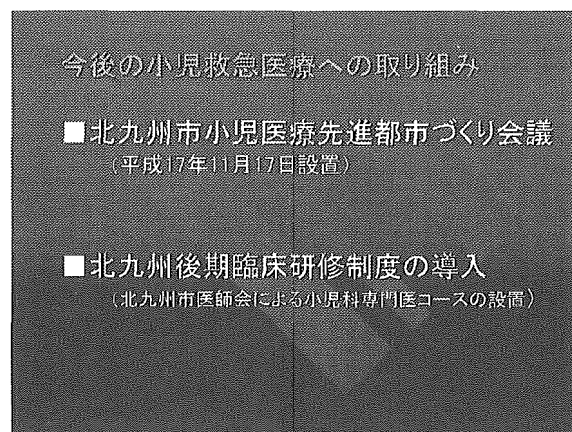 今後の小児救急医療への取り組み
■北九州市小児医療先進都市づくり会議
（平成17年11月17日設置）
■北九州後期臨床研修制度の導入
（北九州市医師会による小児科専門医コースの設置）